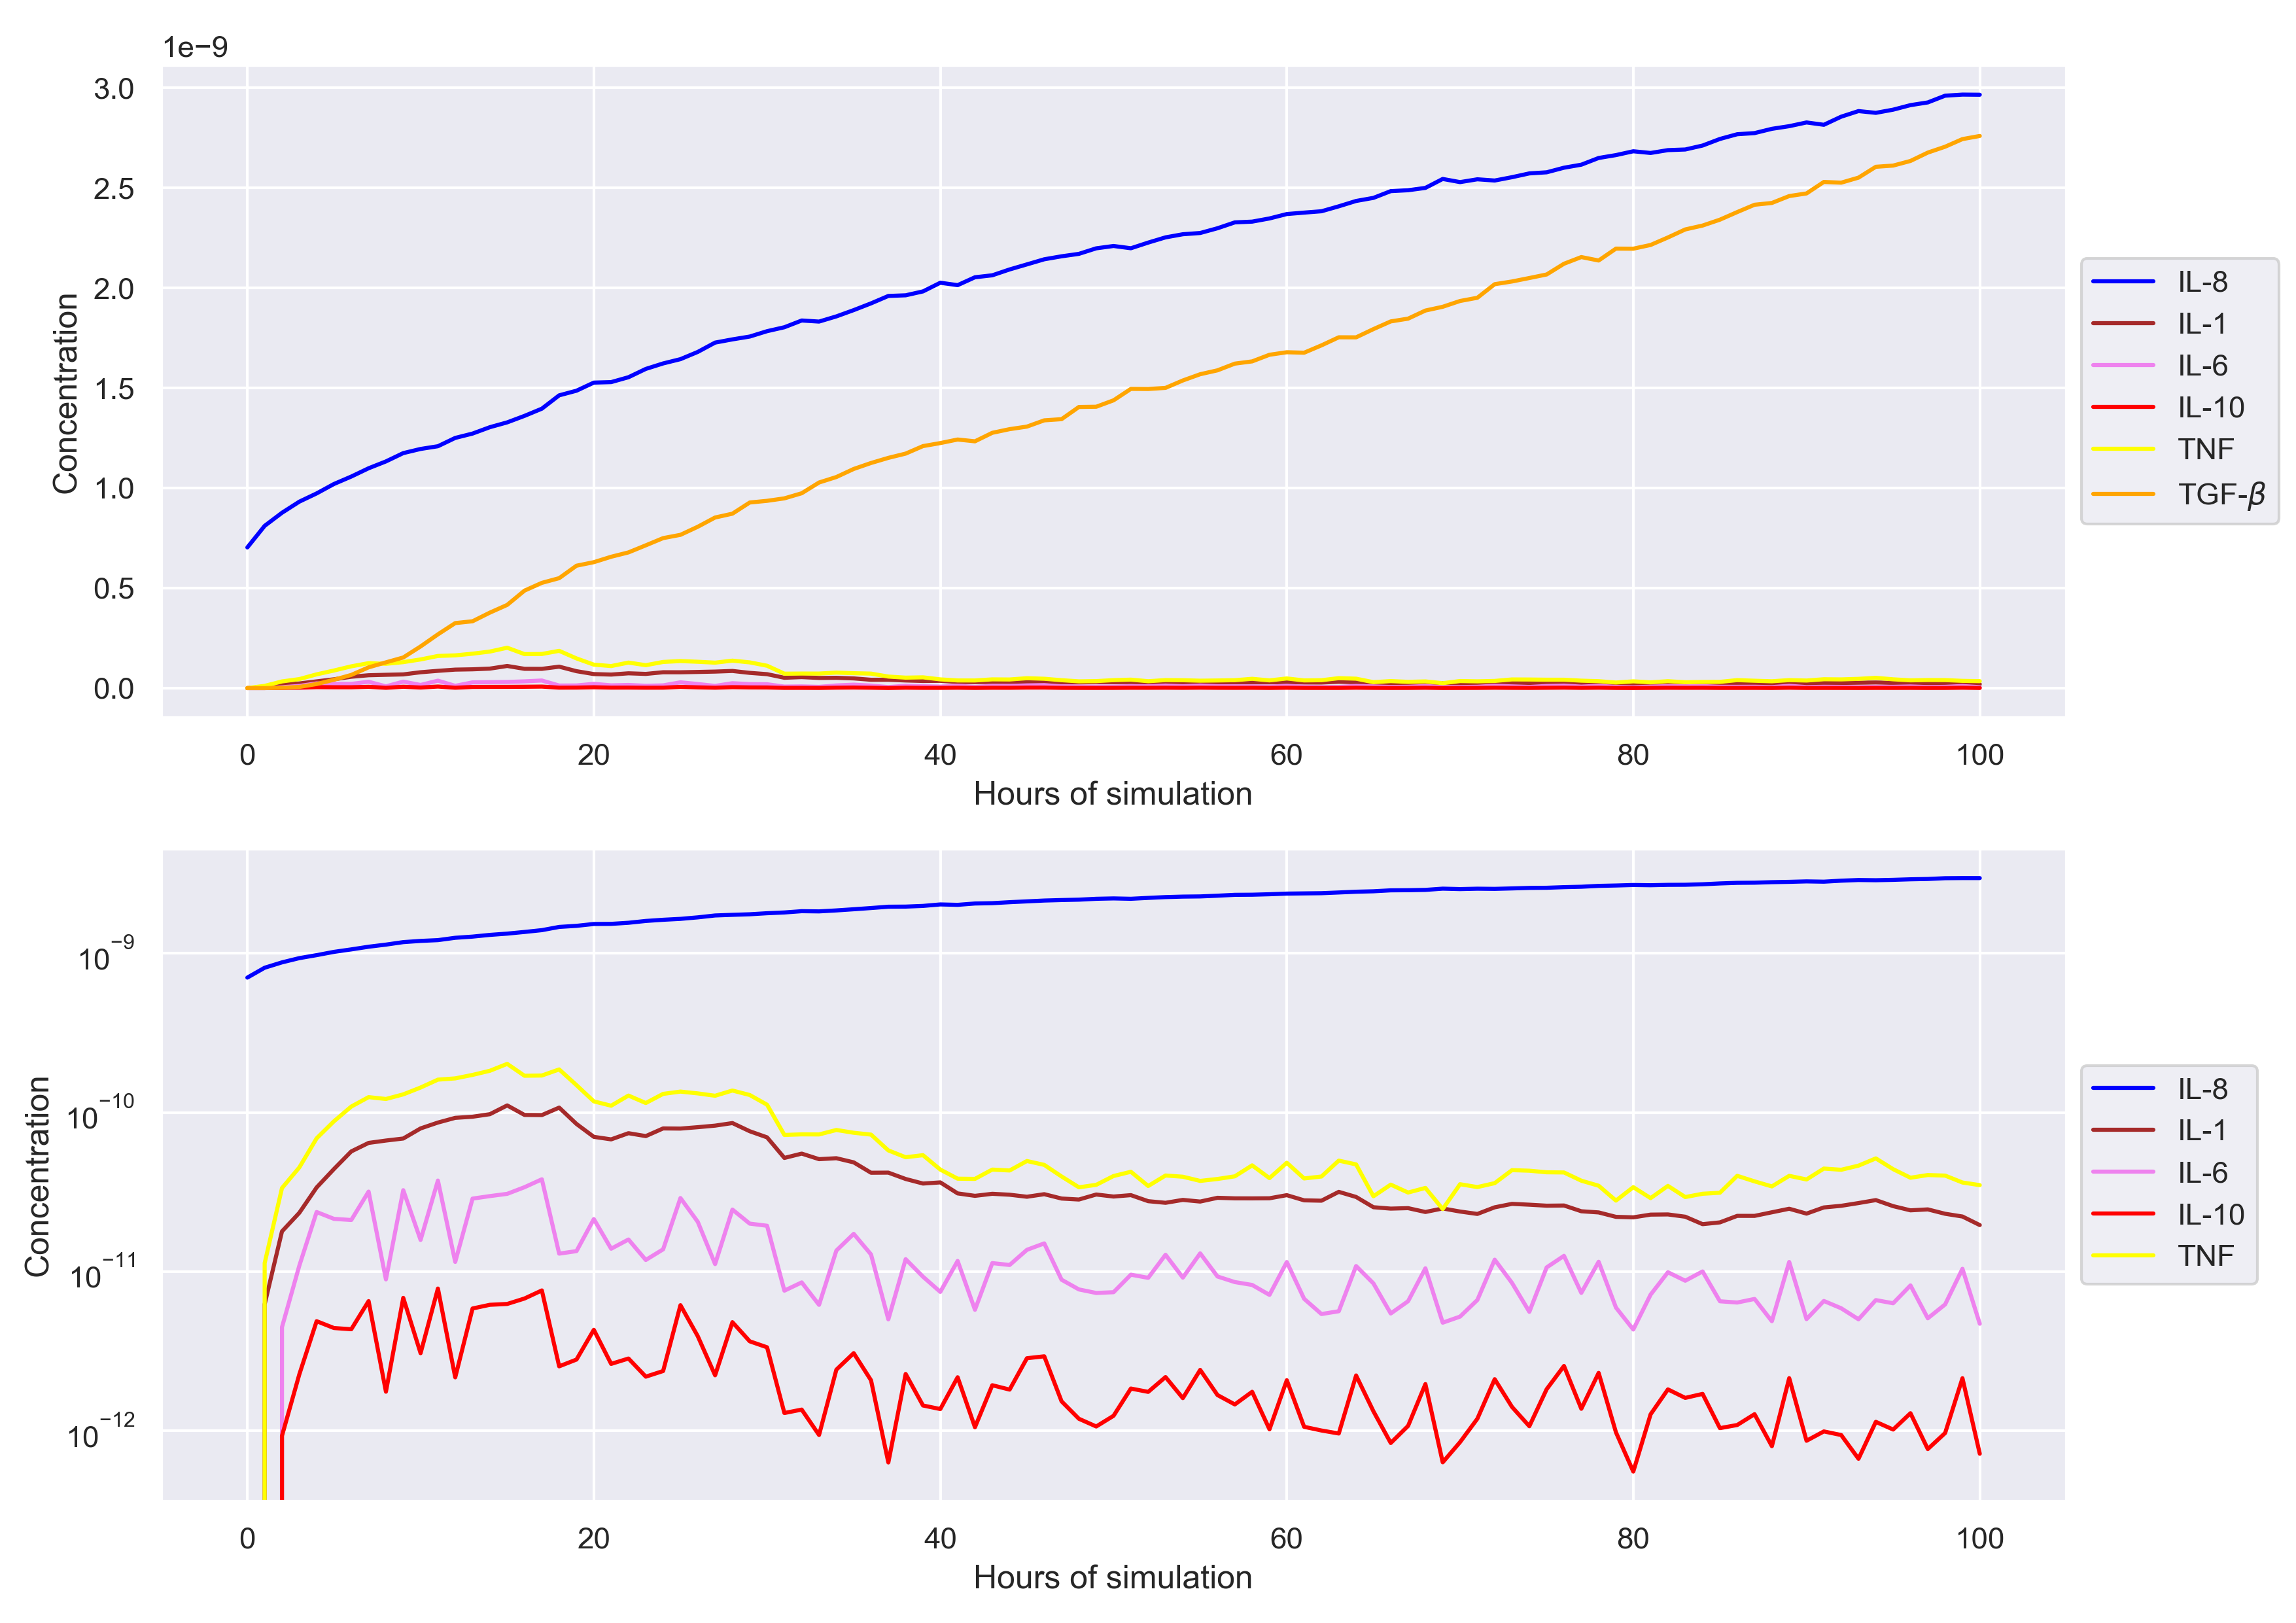 1e−9
3.0
2.5
2.0
1.5
1.0
0.5
0.0
Concentration
0 20 40 60 80 100
Hours of simulation
IL-8
IL-1
IL-6
IL-10
TNF
TGF-β
10⁻⁹
10⁻¹⁰
10⁻¹¹
10⁻¹²
Concentration
0 20 40 60 80 100
Hours of simulation
IL-8
IL-1
IL-6
IL-10
TNF